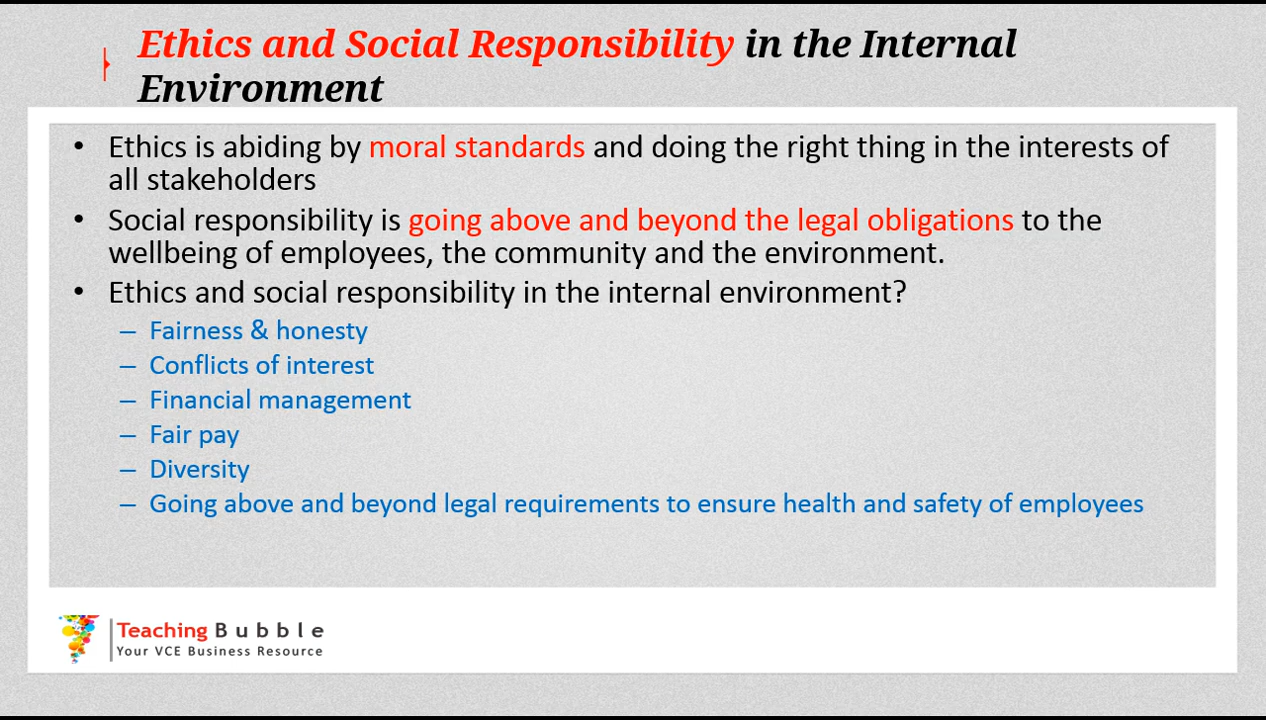 Ethics and Social Responsibility in the Internal
Environment
• Ethics is abiding by moral standards and doing the right thing in the interests of
all stakeholders
• Social responsibility is going above and beyond the legal obligations to the
wellbeing of employees, the community and the environment.
• Ethics and social responsibility in the internal environment?
– Fairness & honesty
– Conflicts of interest
– Financial management
– Fair pay
– Diversity
– Going above and beyond legal requirements to ensure health and safety of employees
Teaching Bubble
Your VCE Business Resource